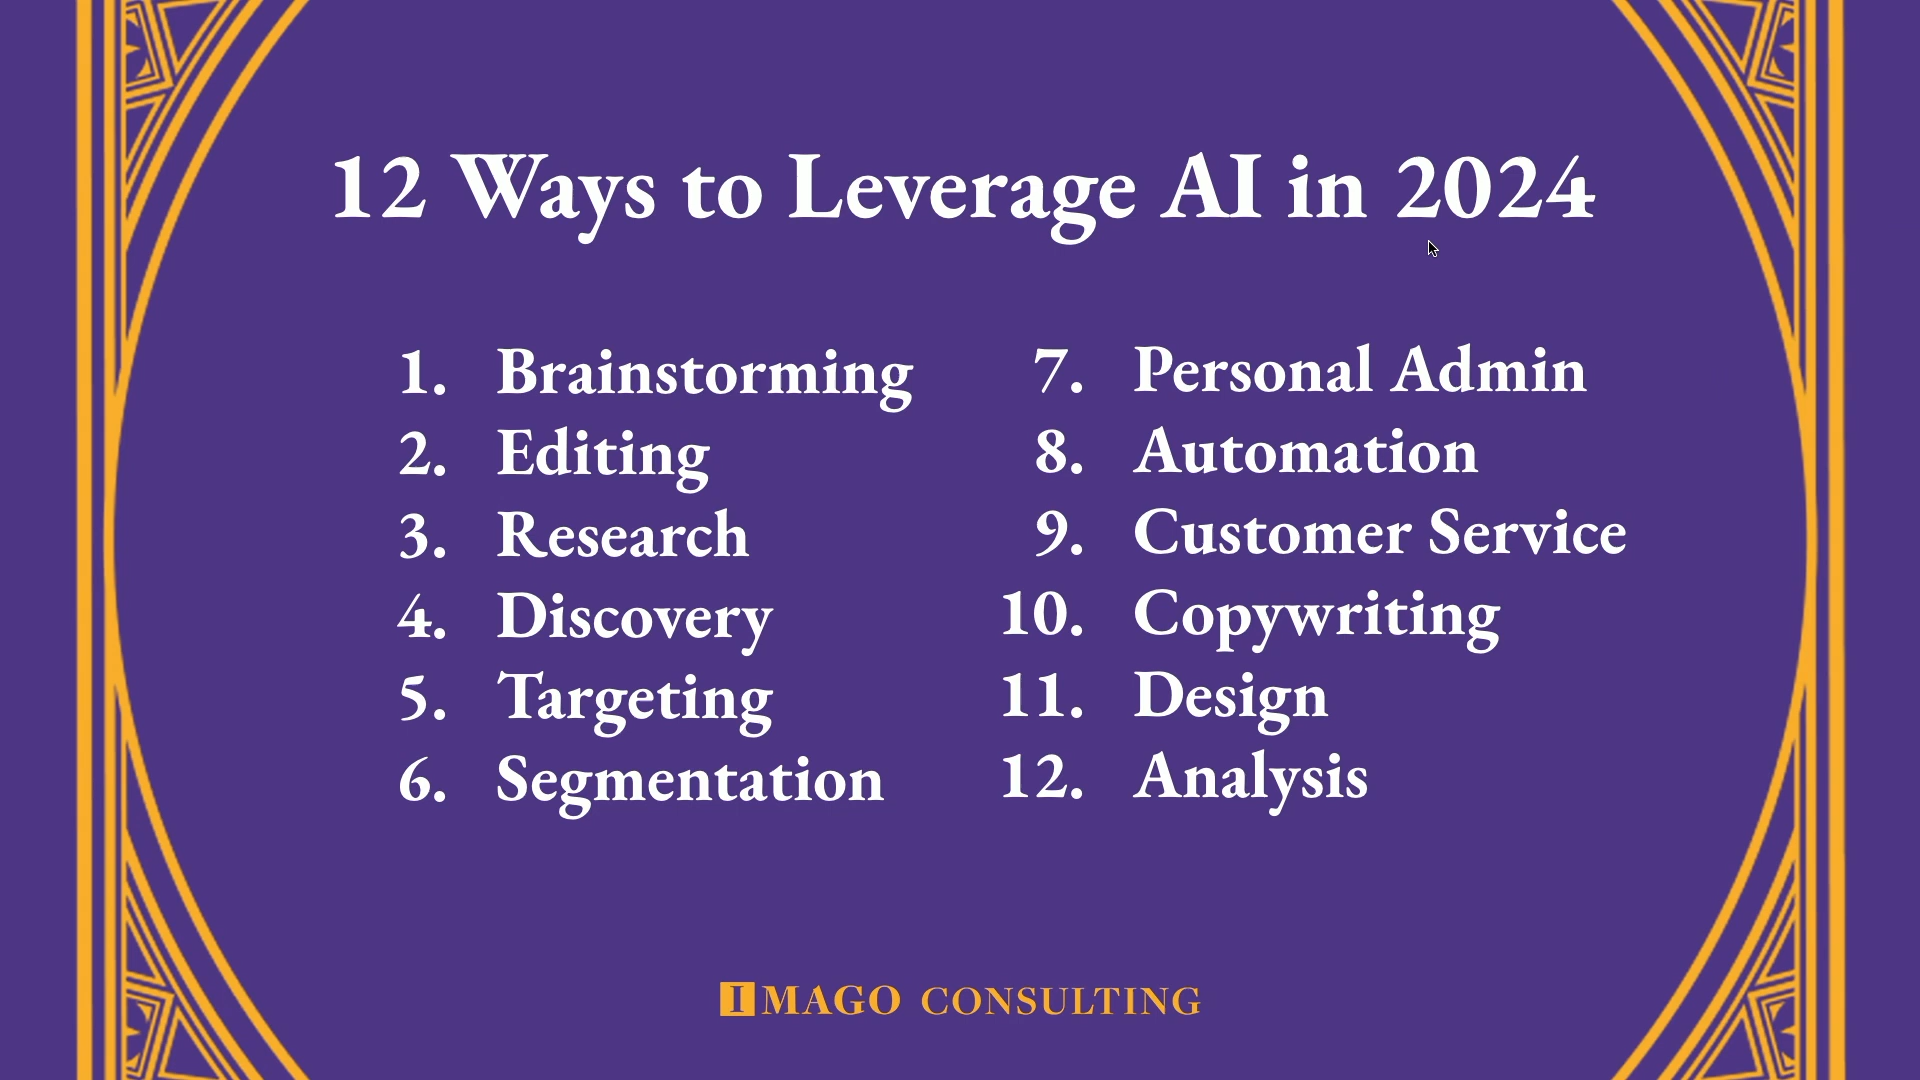 12 Ways to Leverage AI in 2024
1. Brainstorming
2. Editing
3. Research
4. Discovery
5. Targeting
6. Segmentation
7. Personal Admin
8. Automation
9. Customer Service
10. Copywriting
11. Design
12. Analysis
IMAGO CONSULTING